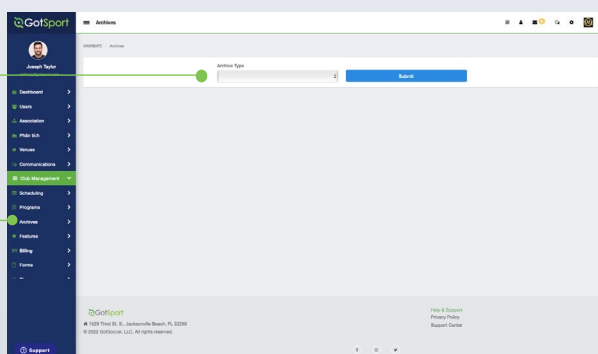 GotSport
Archives
Joseph Taylor
Dashboard
Users
Association
Phân tích
Venues
Communications
Club Management
Scheduling
Programs
Archives
Features
Billing
Forms
Support
Archives
Archive Type
Submit
GotSport
1529 Third St. S., Jacksonville Beach, FL 32250
© 2022 GotSoccer, LLC. All rights reserved.
Help & Support
Privacy Policy
Support Center